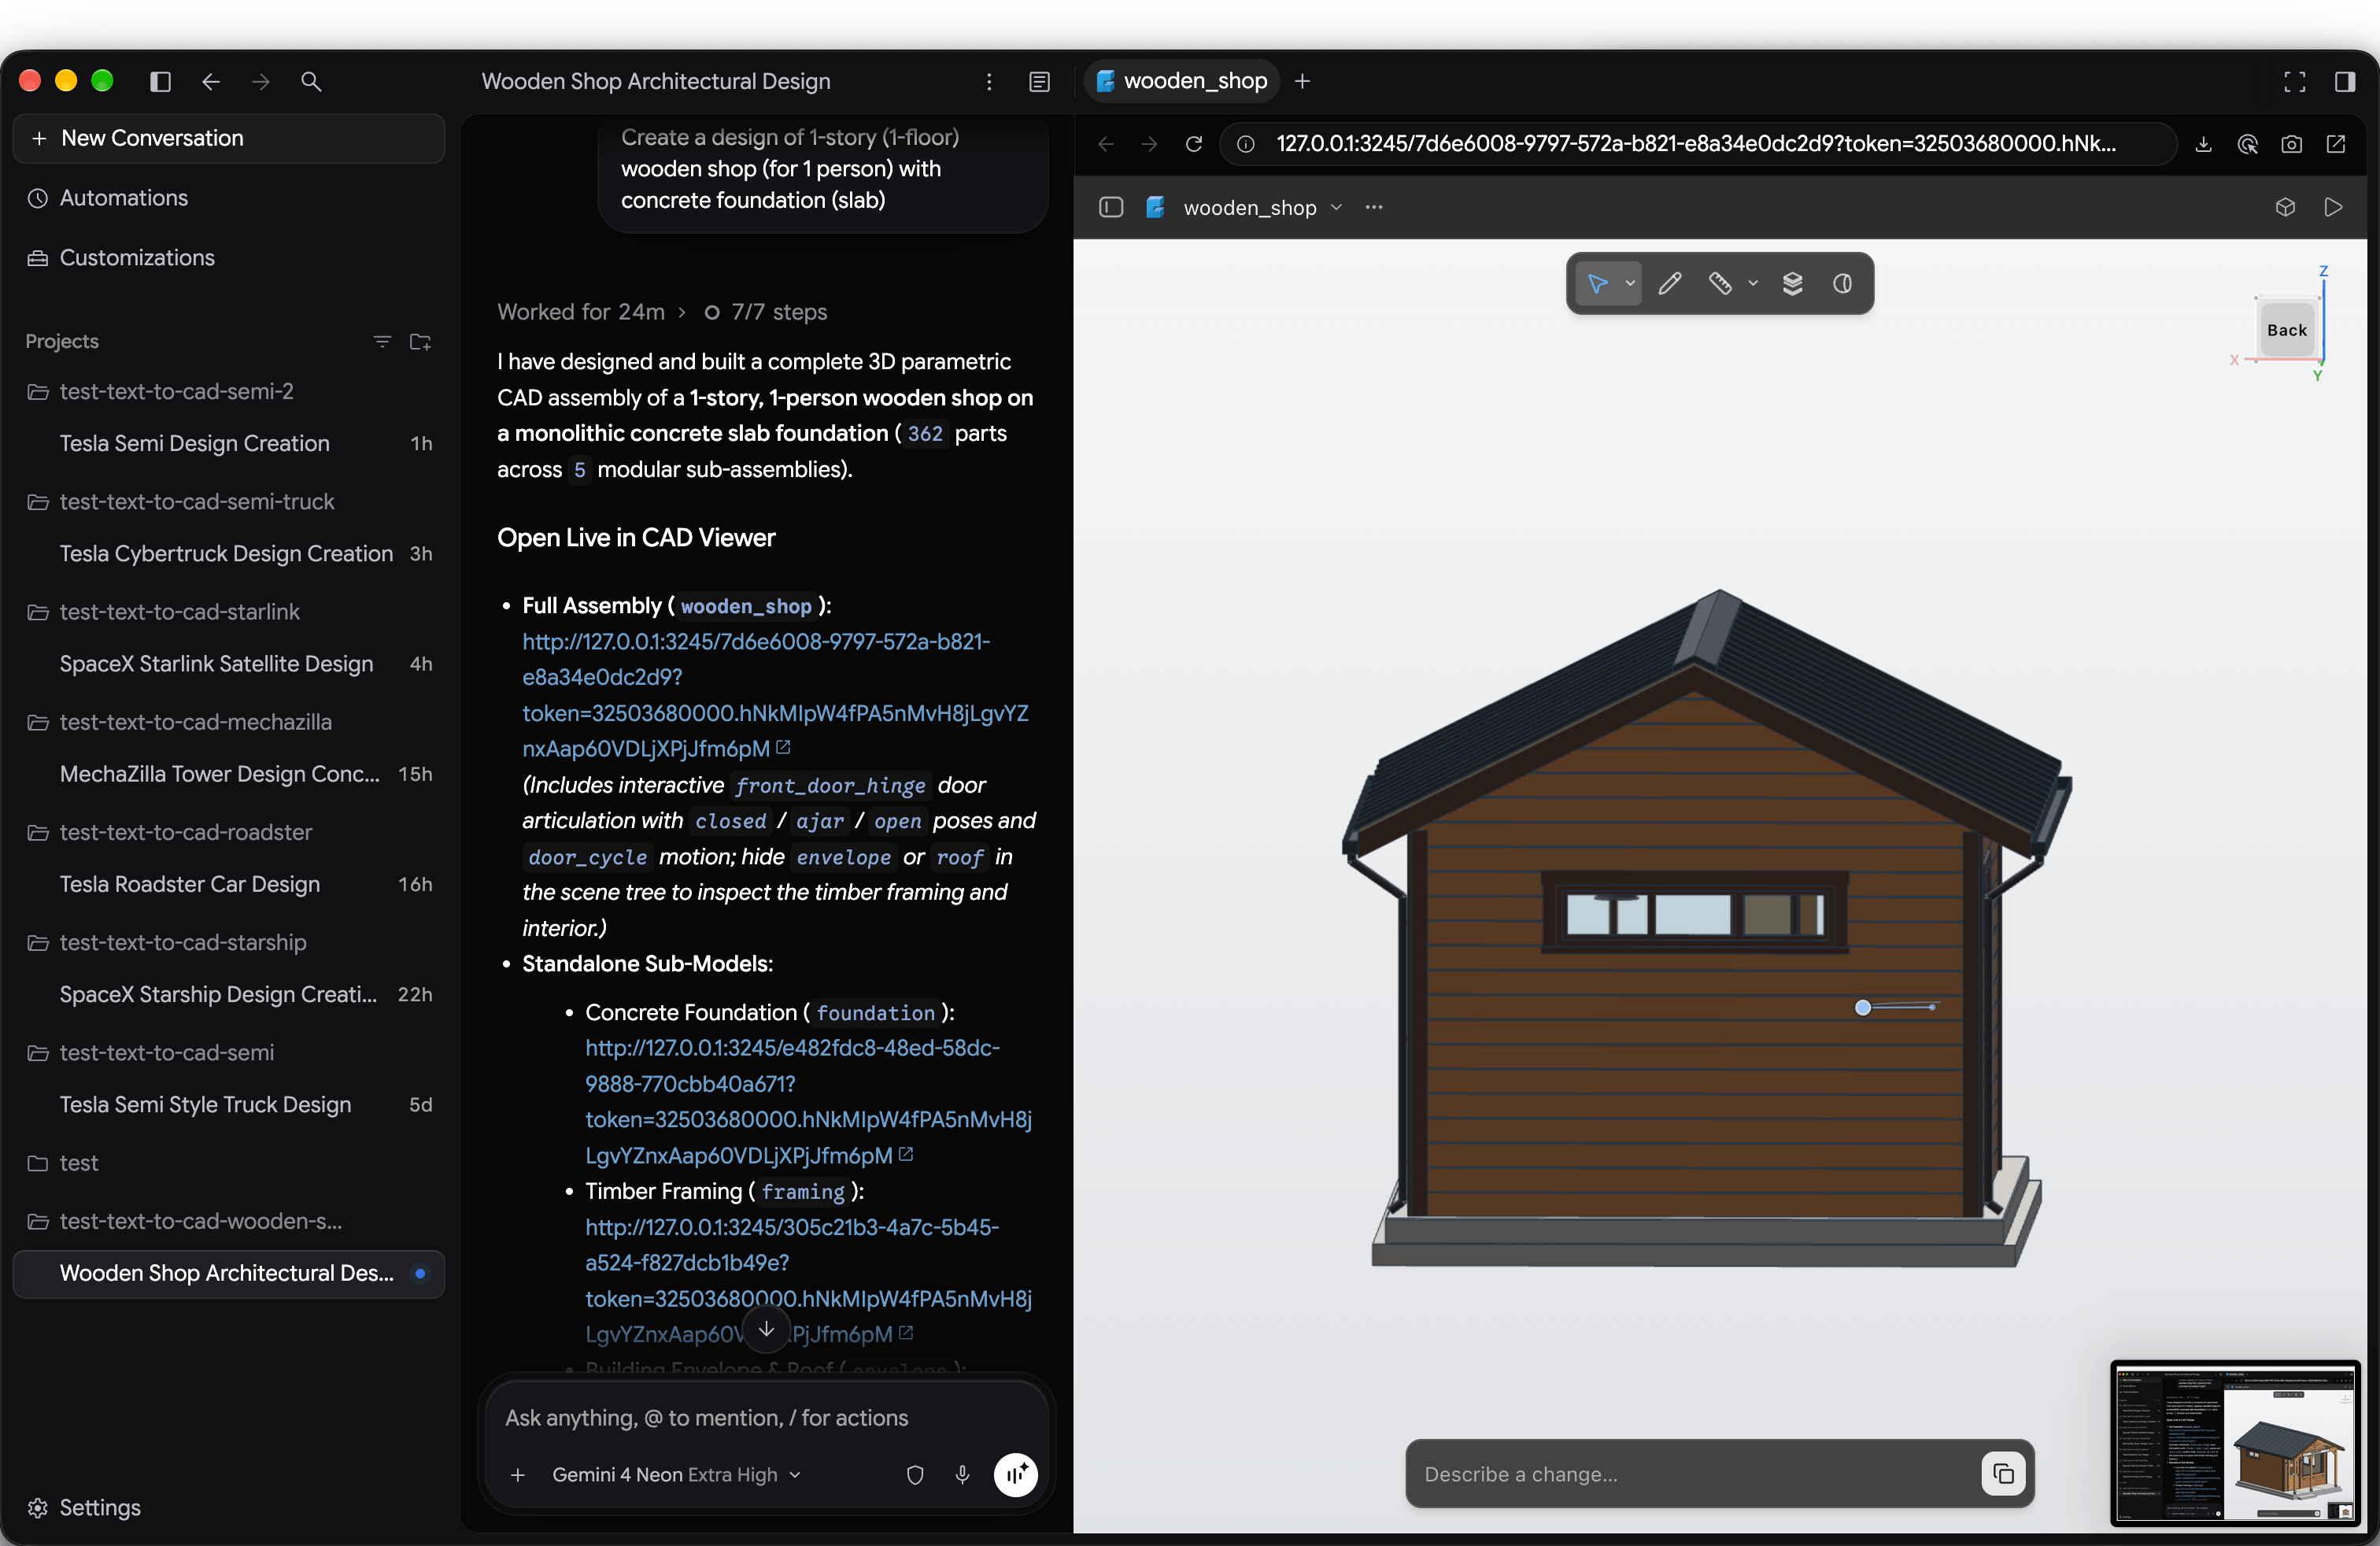 Wooden Shop Architectural Design
wooden_shop
New Conversation
Automations
Customizations
Projects
test-text-to-cad-semi-2
Tesla Semi Design Creation 1h
test-text-to-cad-semi-truck
Tesla Cybertruck Design Creation 3h
test-text-to-cad-starlink
SpaceX Starlink Satellite Design 4h
test-text-to-cad-mechazilla
MechaZilla Tower Design Conc... 15h
test-text-to-cad-roadster
Tesla Roadster Car Design 16h
test-text-to-cad-starship
SpaceX Starship Design Creati... 22h
test-text-to-cad-semi
Tesla Semi Style Truck Design 5d
test
test-text-to-cad-wooden-s...
Wooden Shop Architectural Des...
Settings
Create a design of 1-story (1-floor)
wooden shop (for 1 person) with
concrete foundation (slab)
Worked for 24m > 7/7 steps
I have designed and built a complete 3D parametric
CAD assembly of a 1-story, 1-person wooden shop on
a monolithic concrete slab foundation ( 362 parts
across 5 modular sub-assemblies).
Open Live in CAD Viewer
• Full Assembly ( wooden_shop ):
http://127.0.0.1:3245/7d6e6008-9797-572a-b821-
e8a34e0dc2d9?
token=32503680000.hNkMIpW4fPA5nMvH8jLgvYZ
nxAap60VDLjXPjJfm6pM
(Includes interactive front_door_hinge door
articulation with closed / ajar / open poses and
door_cycle motion; hide envelope or roof in
the scene tree to inspect the timber framing and
interior.)
• Standalone Sub-Models:
• Concrete Foundation ( foundation ):
http://127.0.0.1:3245/e482fdc8-48ed-58dc-
9888-770cbb40a671?
token=32503680000.hNkMIpW4fPA5nMvH8j
LgvYZnxAap60VDLjXPjJfm6pM
• Timber Framing ( framing ):
http://127.0.0.1:3245/305c21b3-4a7c-5b45-
a524-f827dcb1b49e?
token=32503680000.hNkMIpW4fPA5nMvH8j
LgvYZnxAap60V PjJfm6pM
• Building Envelope & Roof ( envelope ):
Ask anything, @ to mention, / for actions
Gemini 4 Neon Extra High
127.0.0.1:3245/7d6e6008-9797-572a-b821-e8a34e0dc2d9?token=32503680000.hNk...
wooden_shop
Z
Back
X
Y
Describe a change...